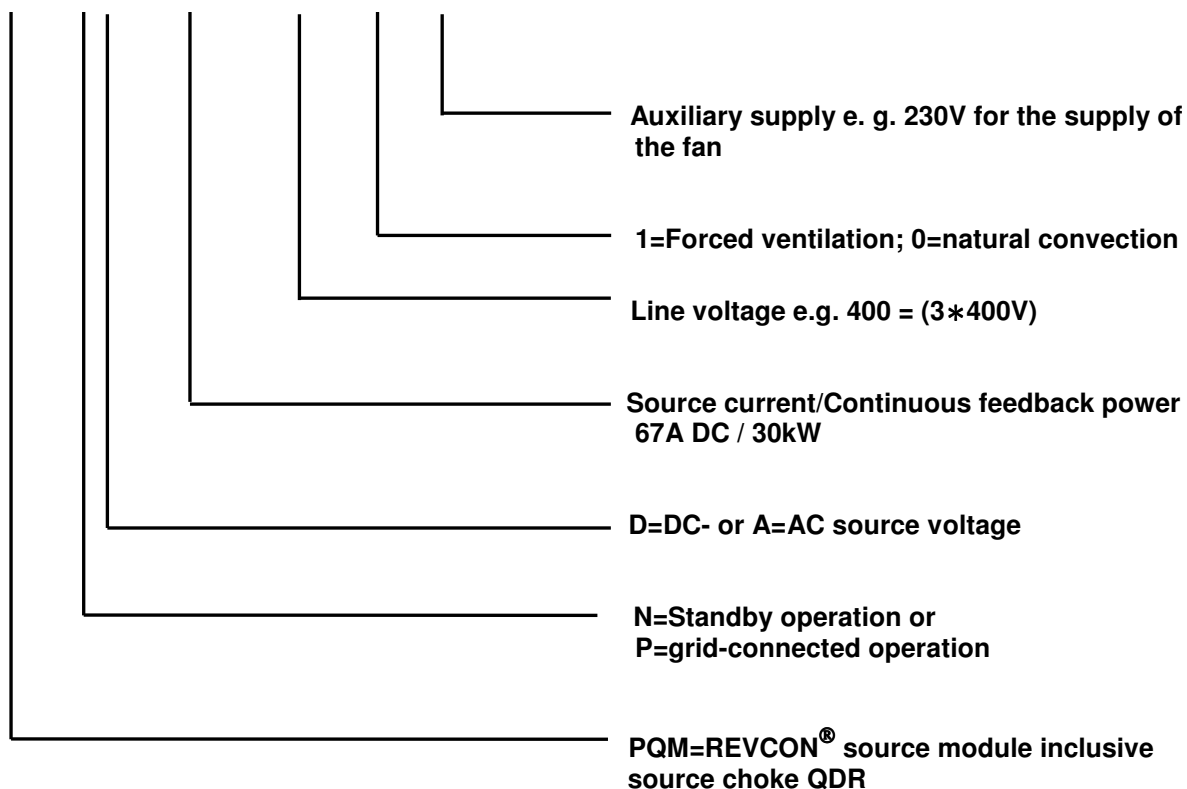 Auxiliary supply e. g. 230V for the supply of
the fan
1=Forced ventilation; 0=natural convection
Line voltage e.g. 400 = (3∗400V)
Source current/Continuous feedback power
67A DC / 30kW
D=DC- or A=AC source voltage
N=Standby operation or
P=grid-connected operation
PQM=REVCON® source module inclusive
source choke QDR